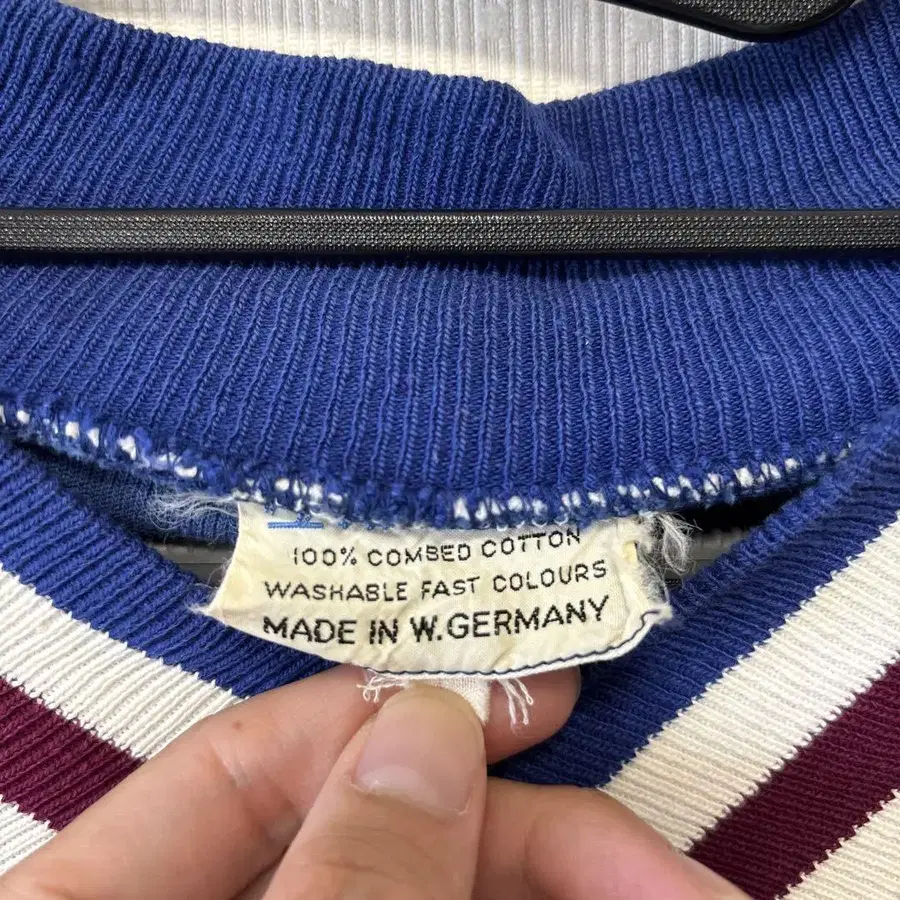 100% COMBED COTTON
WASHABLE FAST COLOURS
MADE IN W.GERMANY